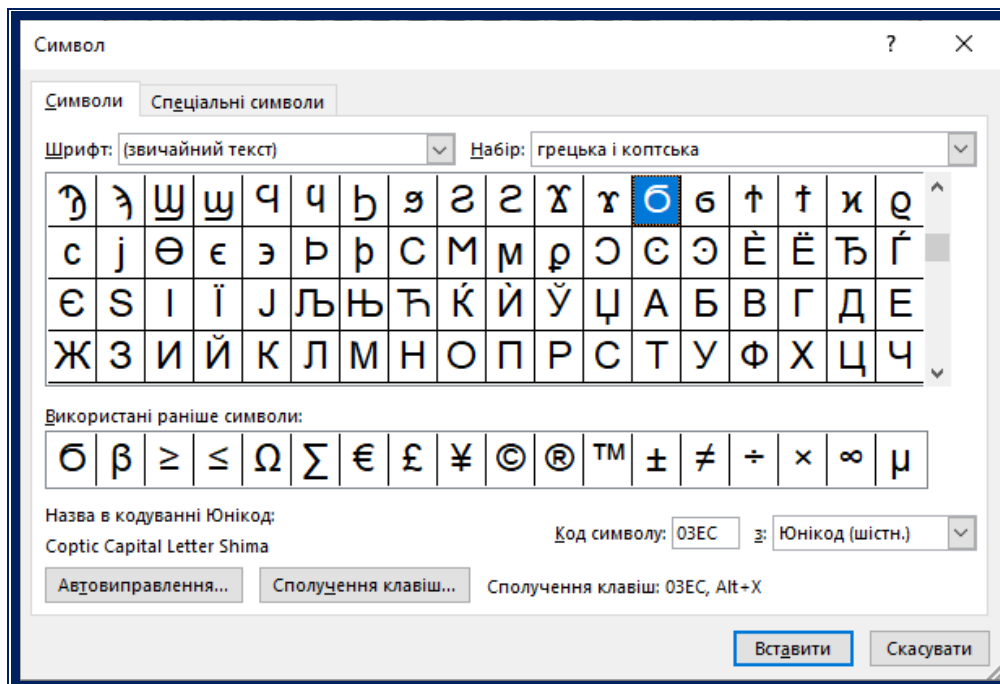 Символ
Символи Спеціальні символи
Шрифт: (звичайний текст) Набір: грецька і коптська
Ϡ ϡ Ϣ ϣ Ϥ ϥ Ϧ ϧ Ϩ ϩ Ϫ ϫ Ϭ ϭ Ϯ ϯ ϰ ϱ
ϲ ϳ ϴ ϵ ϶ Ϸ ϸ Ϲ Ϻ ϻ ϼ Ͻ Ͼ Ͽ Ѐ Ё Ђ Ѓ
Є Ѕ І Ї Ј Љ Њ Ћ Ќ Ѝ Ў Џ А Б В Г Д Е
Ж З И Й К Л М Н О П Р С Т У Ф Х Ц Ч
Використані раніше символи:
Ϭ β ≥ ≤ Ω ∑ € £ ¥ © ® ™ ± ≠ ÷ × ∞ µ
Назва в кодуванні Юнікод:
Coptic Capital Letter Shima
Код символу: 03EC з: Юнікод (шістн.)
Автовиправлення... Сполучення клавіш... Сполучення клавіш: 03EC, Alt+X
Вставити Скасувати